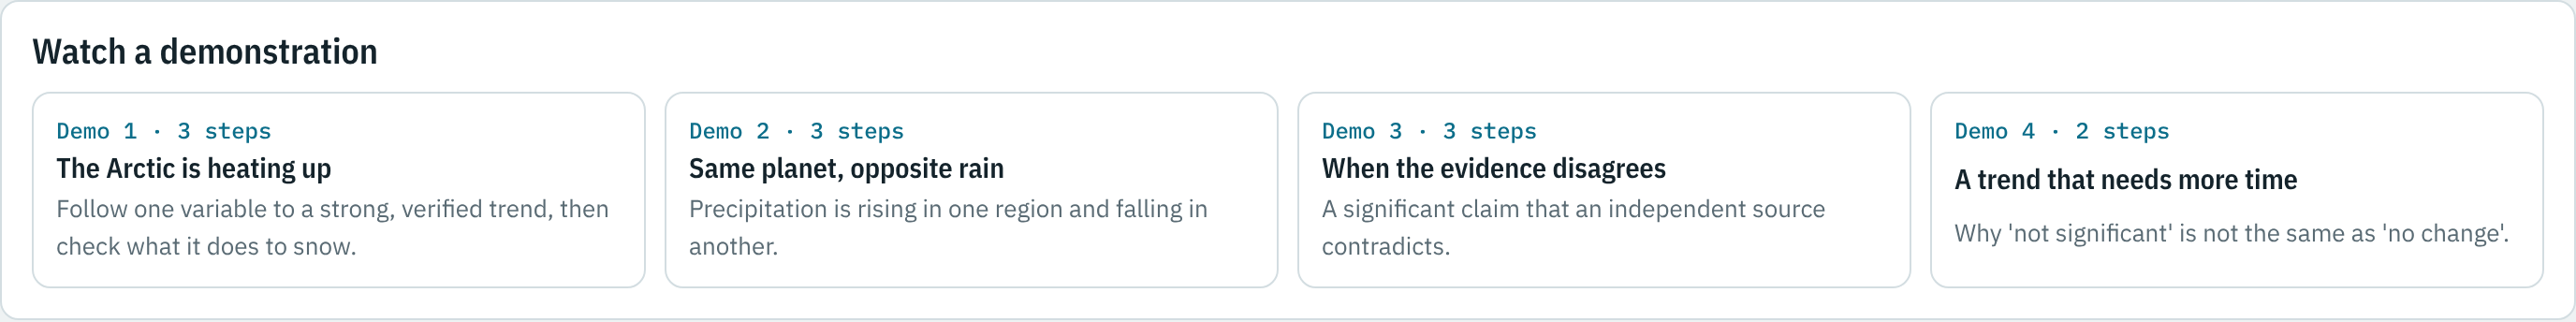 Watch a demonstration
Demo 1 · 3 steps
The Arctic is heating up
Follow one variable to a strong, verified trend, then
check what it does to snow.
Demo 2 · 3 steps
Same planet, opposite rain
Precipitation is rising in one region and falling in
another.
Demo 3 · 3 steps
When the evidence disagrees
A significant claim that an independent source
contradicts.
Demo 4 · 2 steps
A trend that needs more time
Why 'not significant' is not the same as 'no change'.